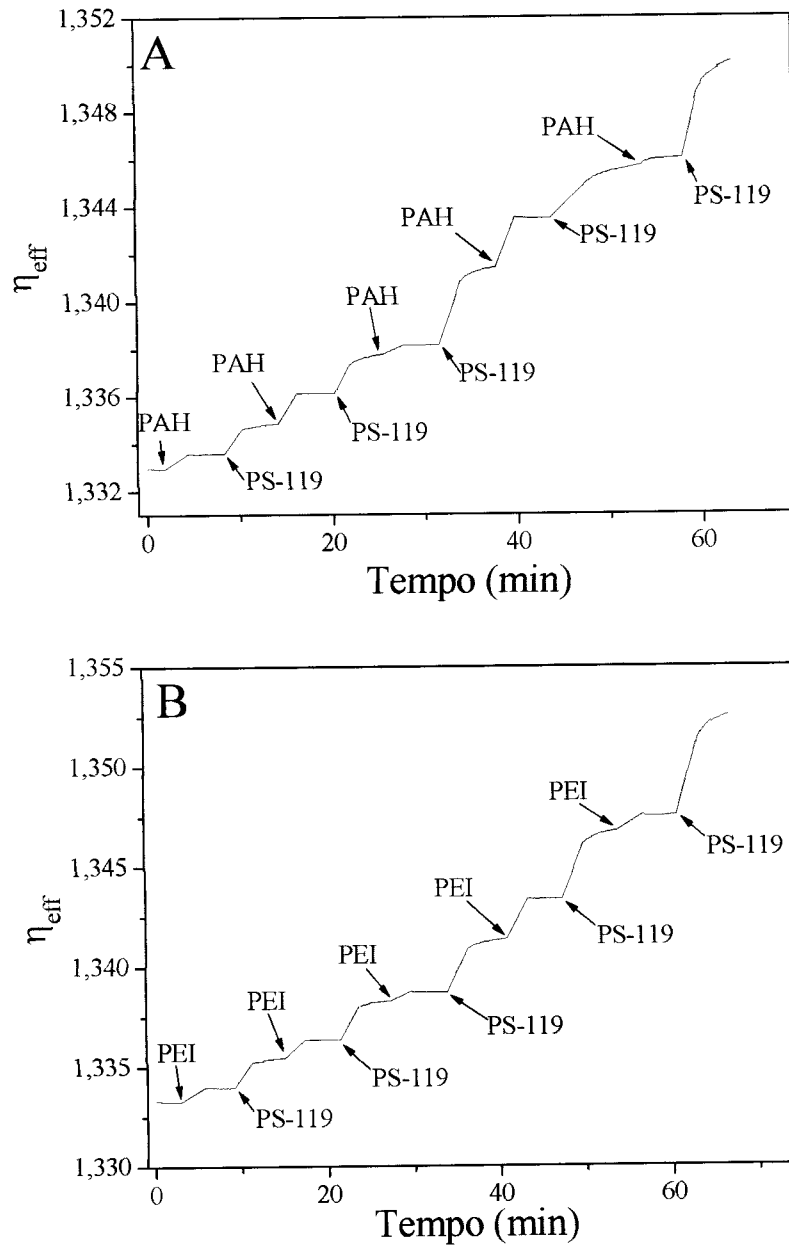 A
1,352
1,348
1,344
1,340
1,336
1,332
η_eff
PAH
PAH
PAH
PAH
PAH
PS-119
PS-119
PS-119
PS-119
PS-119
0
20
40
60
Tempo (min)
B
1,355
1,350
1,345
1,340
1,335
1,330
η_eff
PEI
PEI
PEI
PEI
PEI
PS-119
PS-119
PS-119
PS-119
PS-119
0
20
40
60
Tempo (min)